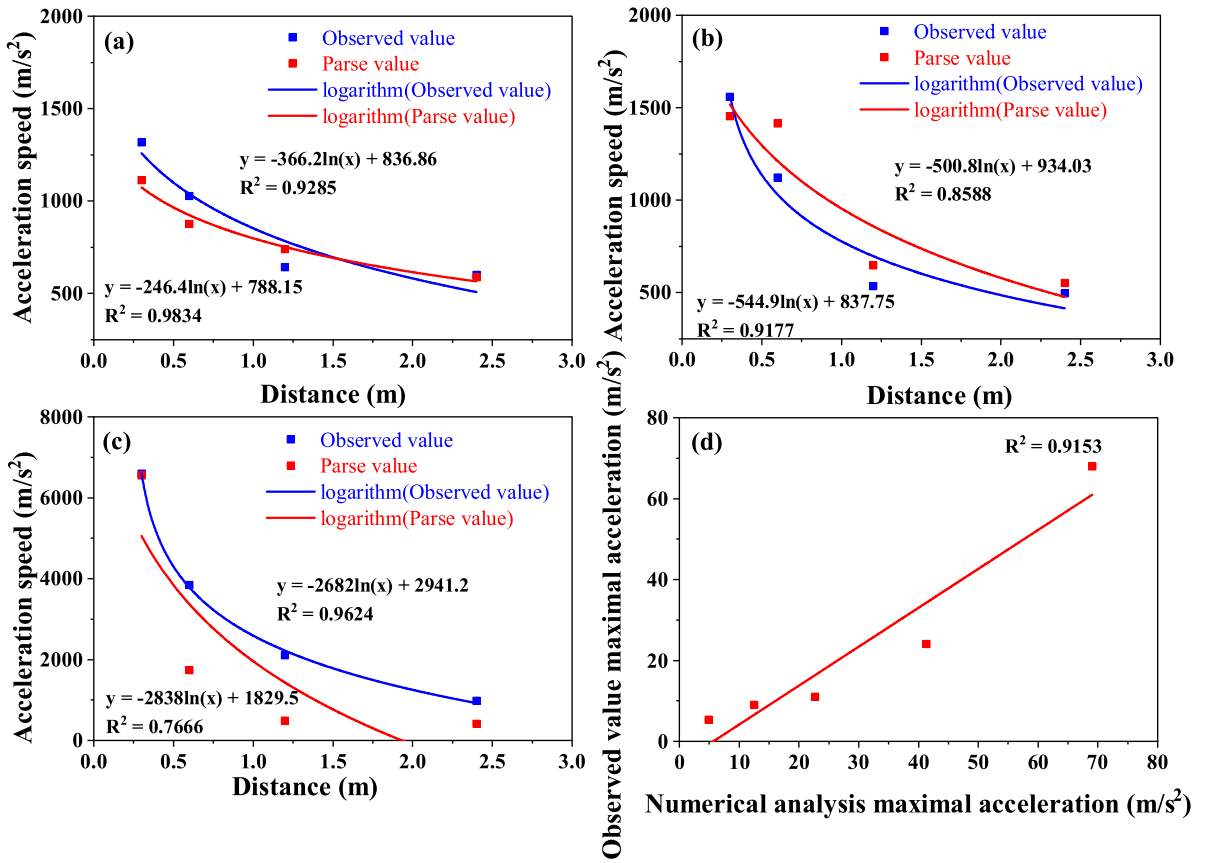 (a)
Observed value
Parse value
logarithm(Observed value)
logarithm(Parse value)
y = -366.2ln(x) + 836.86
R² = 0.9285
y = -246.4ln(x) + 788.15
R² = 0.9834
2000
1500
1000
500
0.0 0.5 1.0 1.5 2.0 2.5 3.0
Distance (m)
Acceleration speed (m/s²)
(b)
Observed value
Parse value
logarithm(Observed value)
logarithm(Parse value)
y = -500.8ln(x) + 934.03
R² = 0.8588
y = -544.9ln(x) + 837.75
R² = 0.9177
2000
1500
1000
500
0.0 0.5 1.0 1.5 2.0 2.5 3.0
Distance (m)
Acceleration speed (m/s²)
(c)
Observed value
Parse value
logarithm(Observed value)
logarithm(Parse value)
y = -2682ln(x) + 2941.2
R² = 0.9624
y = -2838ln(x) + 1829.5
R² = 0.7666
8000
6000
4000
2000
0
0.0 0.5 1.0 1.5 2.0 2.5 3.0
Distance (m)
Acceleration speed (m/s²)
(d)
R² = 0.9153
80
60
40
20
0
0 10 20 30 40 50 60 70 80
Numerical analysis maximal acceleration (m/s²)
Observed value maximal acceleration (m/s²)